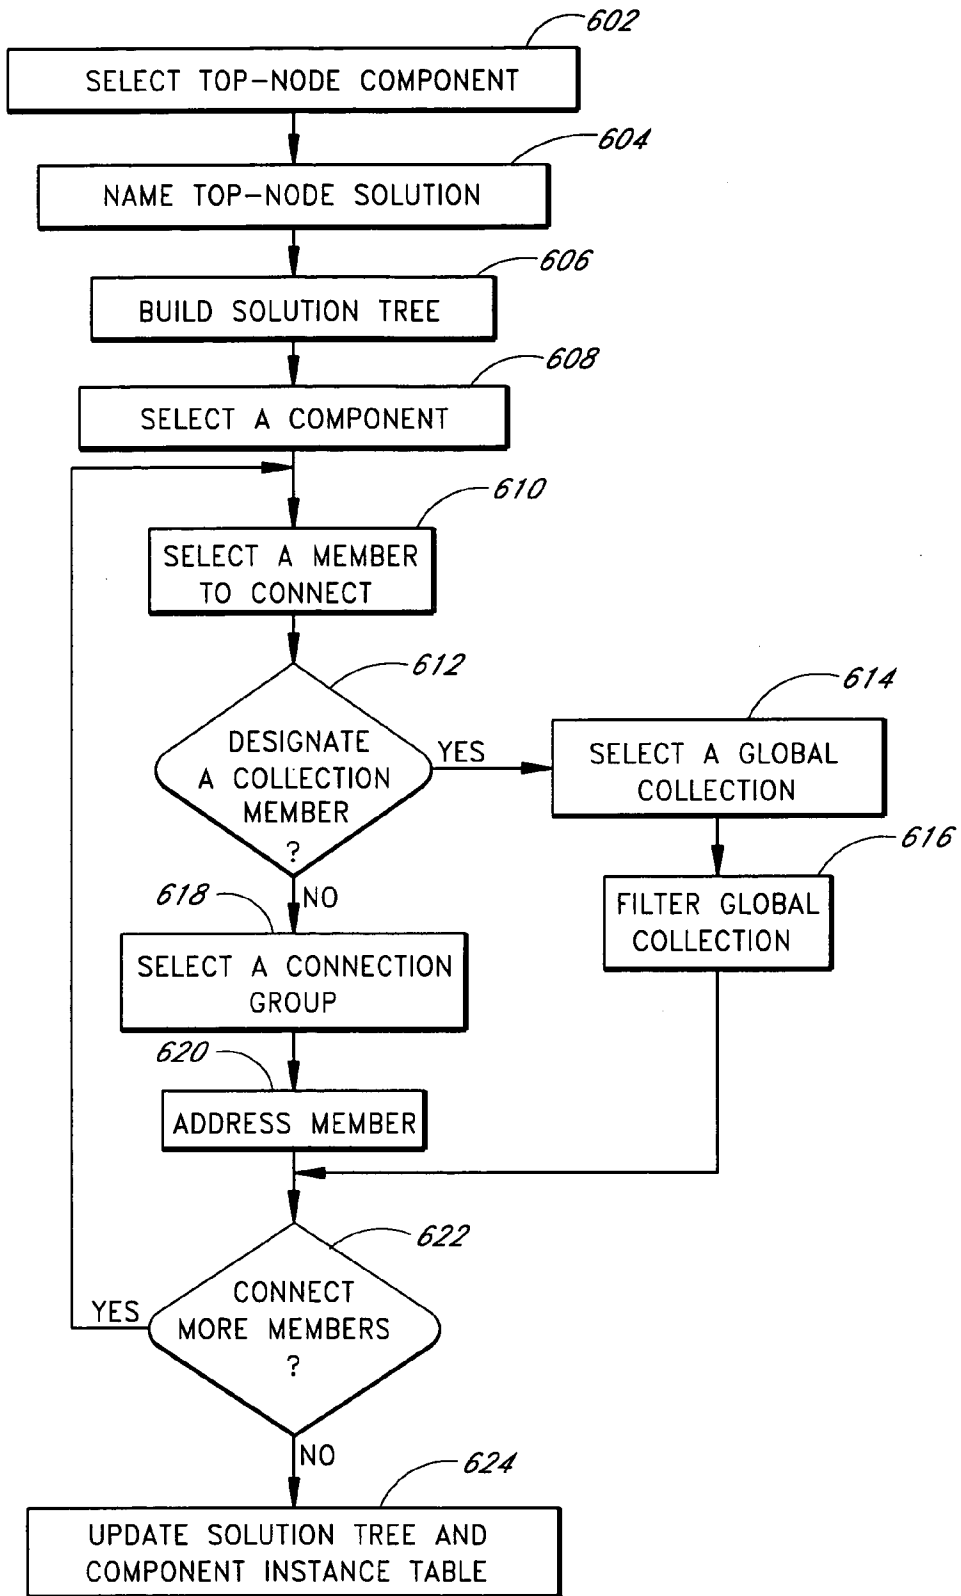 602
SELECT TOP-NODE COMPONENT
604
NAME TOP-NODE SOLUTION
606
BUILD SOLUTION TREE
608
SELECT A COMPONENT
610
SELECT A MEMBER
TO CONNECT
612
DESIGNATE
A COLLECTION
MEMBER
?
YES
614
SELECT A GLOBAL
COLLECTION
616
FILTER GLOBAL
COLLECTION
NO
618
SELECT A CONNECTION
GROUP
620
ADDRESS MEMBER
622
CONNECT
MORE MEMBERS
?
YES
NO
624
UPDATE SOLUTION TREE AND
COMPONENT INSTANCE TABLE